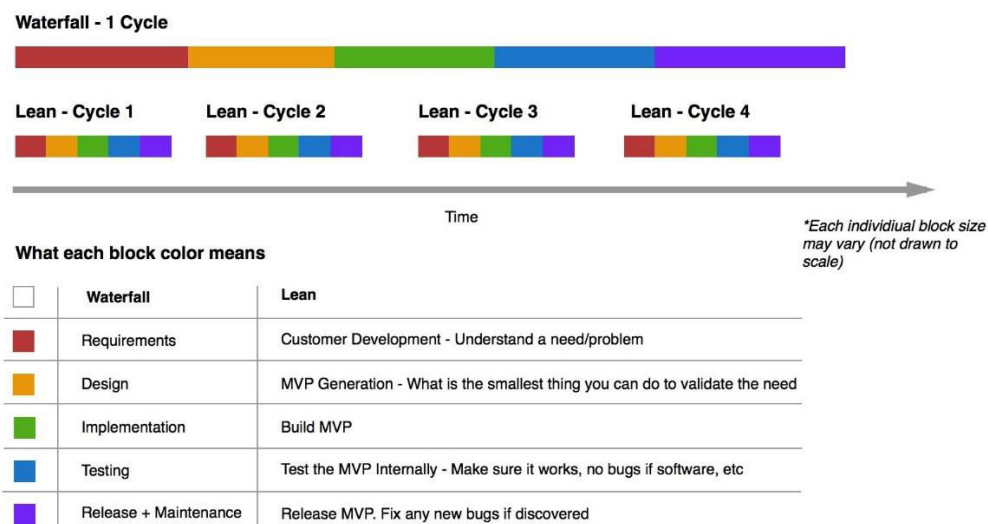 Waterfall - 1 Cycle
Lean - Cycle 1
Lean - Cycle 2
Lean - Cycle 3
Lean - Cycle 4
Time
*Each individiual block size
may vary (not drawn to
scale)
What each block color means
Waterfall Lean
Requirements Customer Development - Understand a need/problem
Design MVP Generation - What is the smallest thing you can do to validate the need
Implementation Build MVP
Testing Test the MVP Internally - Make sure it works, no bugs if software, etc
Release + Maintenance Release MVP. Fix any new bugs if discovered